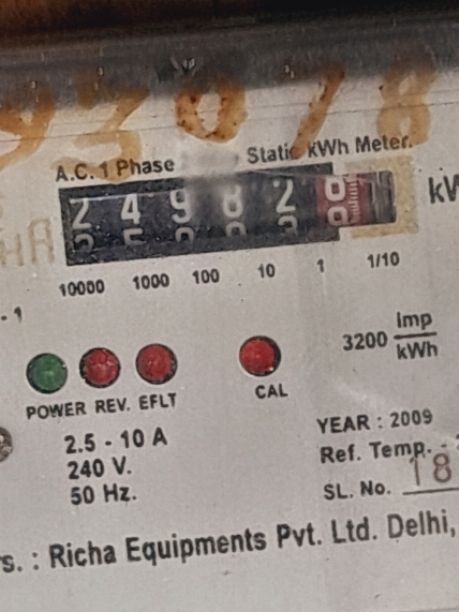 A.C. 1 Phase Static kWh Meter.
2 4 9 8 2
10000 1000 100 10 1 1/10
3200 imp
kWh
POWER REV. EFLT CAL
2.5 - 10 A
240 V.
50 Hz.
YEAR : 2009
Ref. Temp. -
SL. No. 18
Richa Equipments Pvt. Ltd. Delhi,